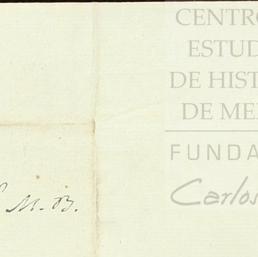 CENTRO
ESTUD
DE HIST
DE ME
FUNDA
Carlos
M. B.